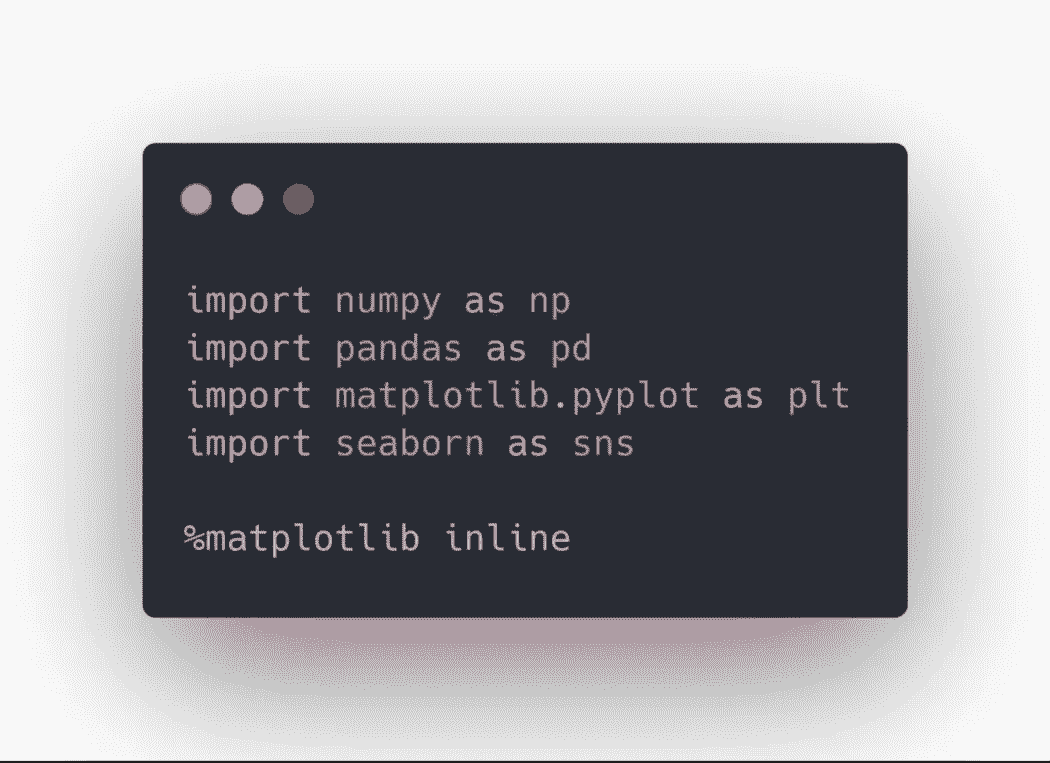 import numpy as np
import pandas as pd
import matplotlib.pyplot as plt
import seaborn as sns
%matplotlib inline